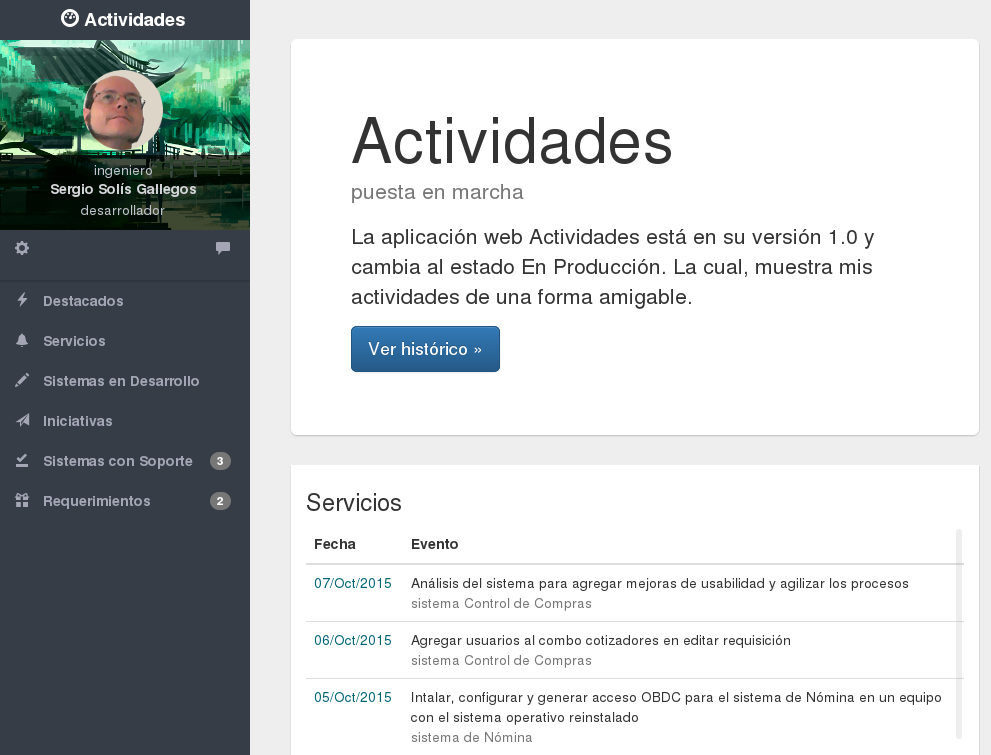 Actividades
ingeniero
Sergio Solís Gallegos
desarrollador
Destacados
Servicios
Sistemas en Desarrollo
Iniciativas
Sistemas con Soporte 3
Requerimientos 2
Actividades
puesta en marcha
La aplicación web Actividades está en su versión 1.0 y
cambia al estado En Producción. La cual, muestra mis
actividades de una forma amigable.
Ver histórico »
Servicios
Fecha Evento
07/Oct/2015 Análisis del sistema para agregar mejoras de usabilidad y agilizar los procesos
sistema Control de Compras
06/Oct/2015 Agregar usuarios al combo cotizadores en editar requisición
sistema Control de Compras
05/Oct/2015 Intalar, configurar y generar acceso OBDC para el sistema de Nómina en un equipo
con el sistema operativo reinstalado
sistema de Nómina